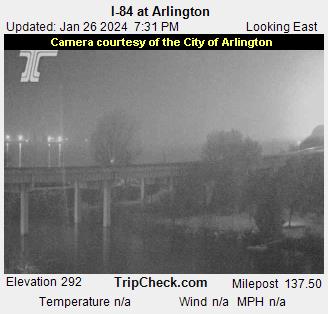 I-84 at Arlington
Updated: Jan 26 2024 7:31 PM Looking East
Camera courtesy of the City of Arlington
Elevation 292 TripCheck.com Milepost 137.50
Temperature n/a Wind n/a MPH n/a